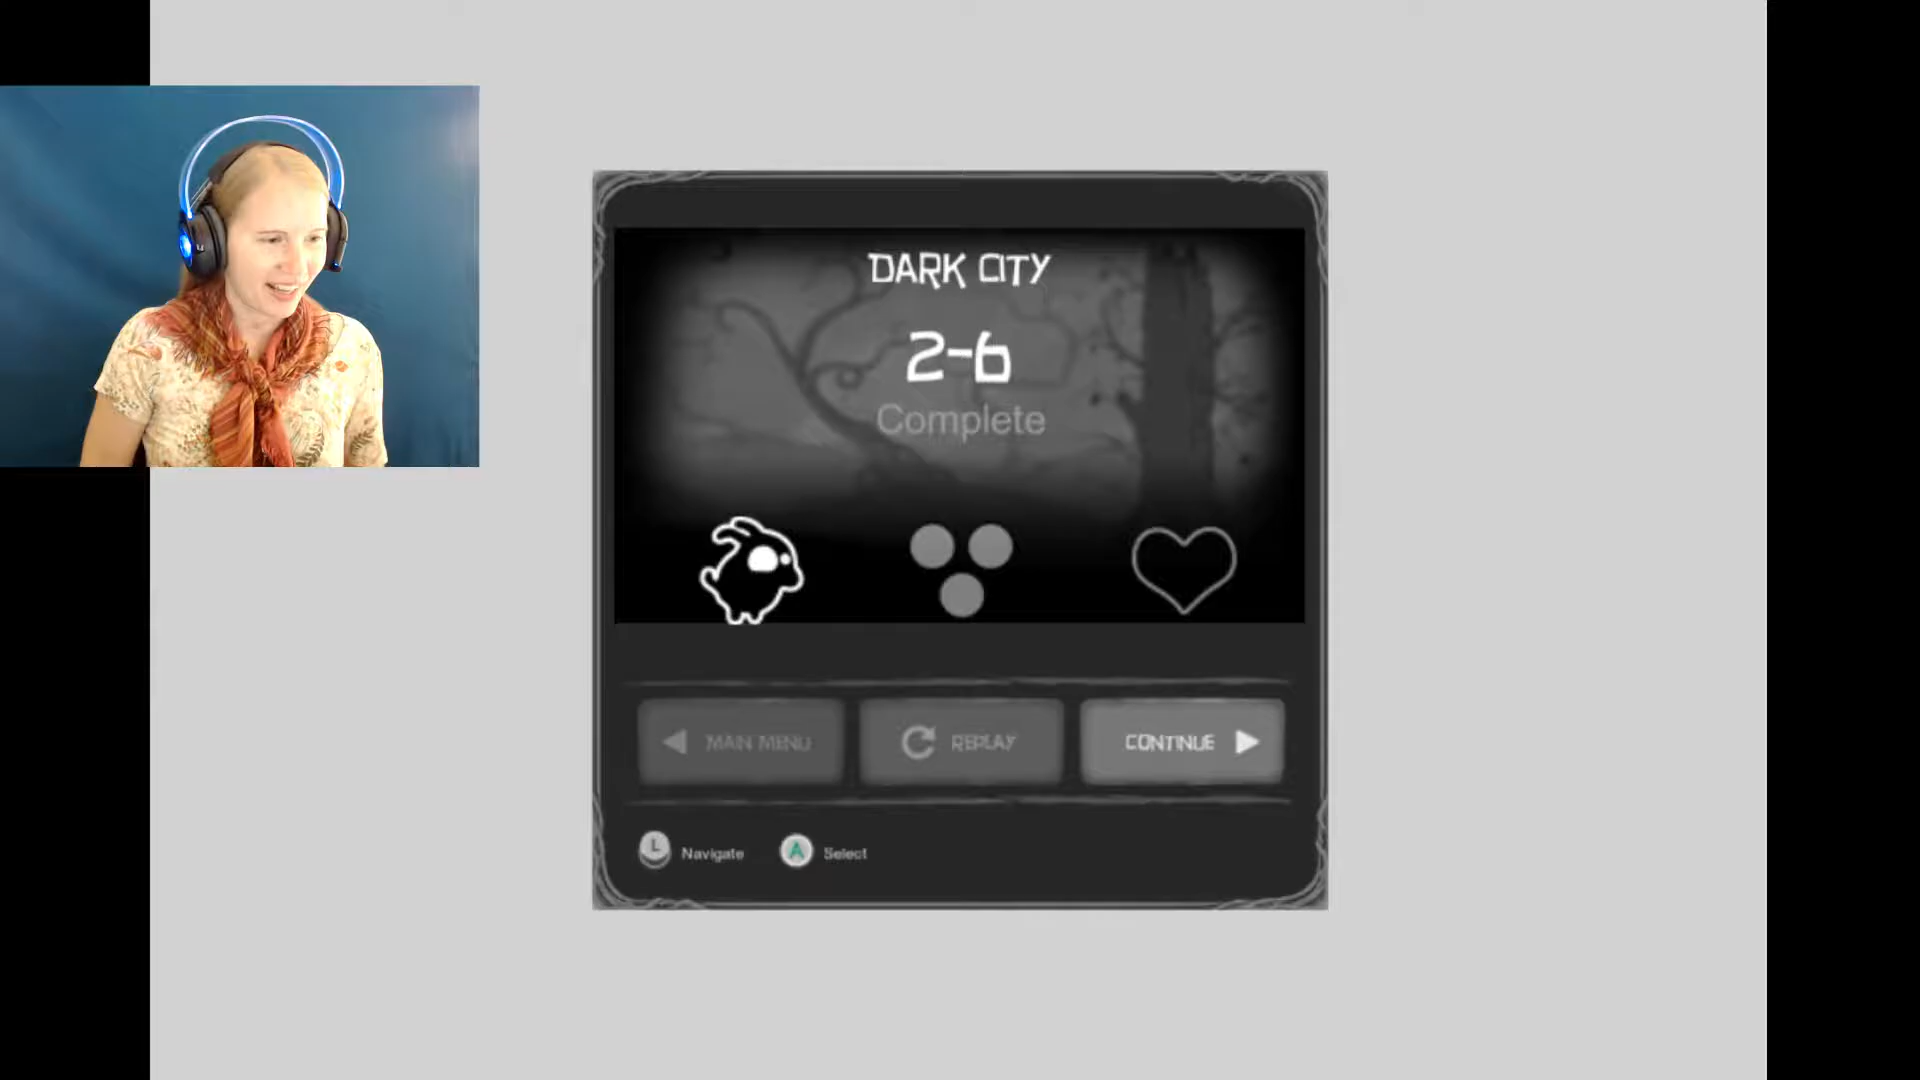 DARK CITY
2-6
Complete
MAIN MENU
REPLAY
CONTINUE
L Navigate
A Select